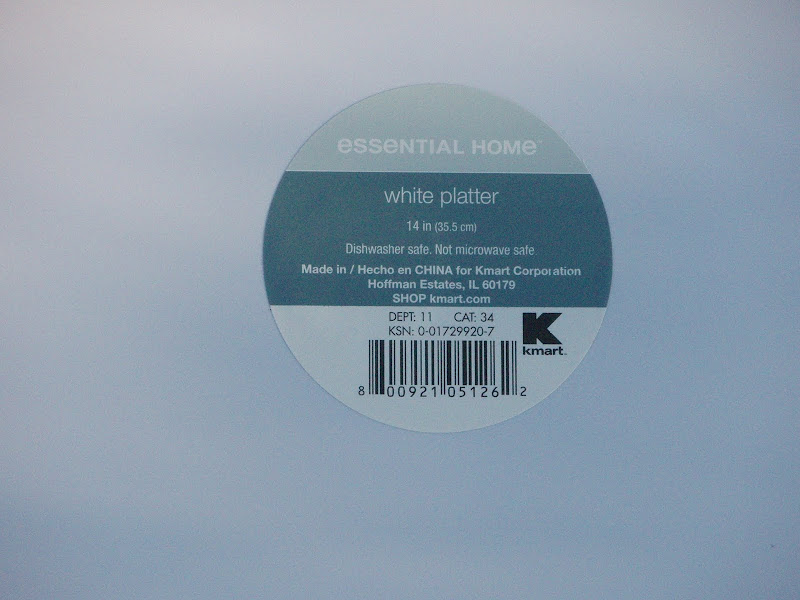 essential home
white platter
14 in (35.5 cm)
Dishwasher safe. Not microwave safe
Made in / Hecho en CHINA for Kmart Corporation
Hoffman Estates, IL 60179
SHOP kmart.com
DEPT: 11 CAT: 34
KSN: 0-01729920-7
K
kmart.
8 00921 05126 2